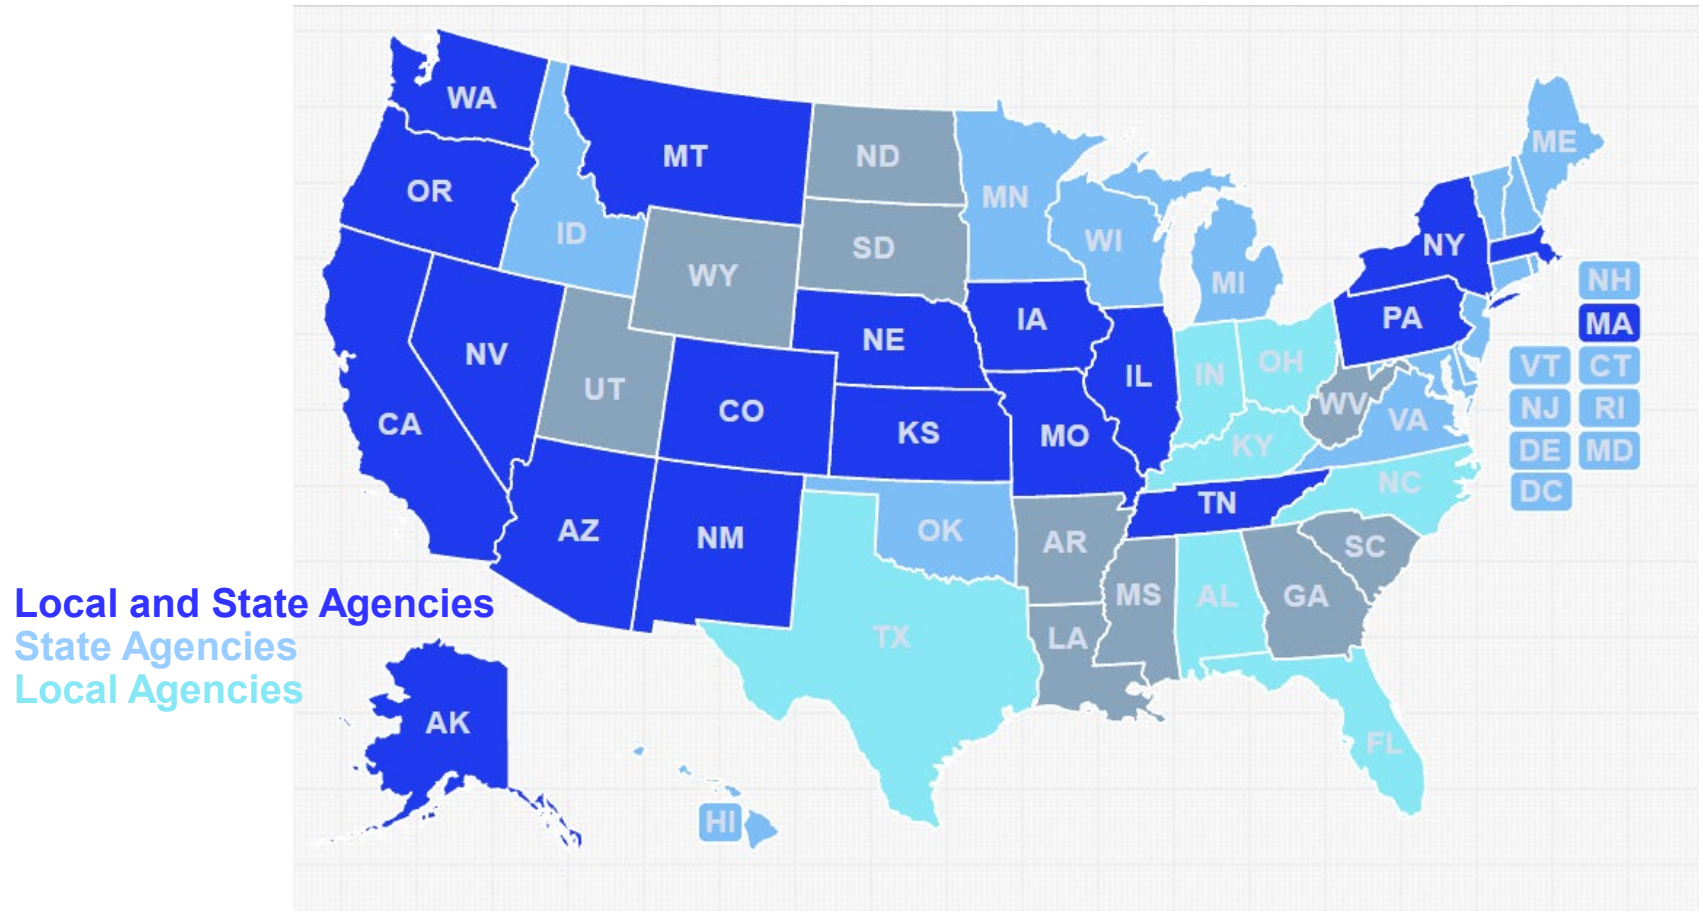 WA
MT
ND
ME
MN
OR
ID
SD
WI
NY
WY
MI
NH
IA
PA
MA
NE
NV
OH
VT
CT
IN
IL
UT
CO
WV
NJ
RI
CA
KS
MO
VA
KY
DE
MD
NC
DC
TN
AZ
NM
OK
AR
SC
MS
AL
GA
Local and State Agencies
TX
LA
State Agencies
Local Agencies
AK
FL
HI